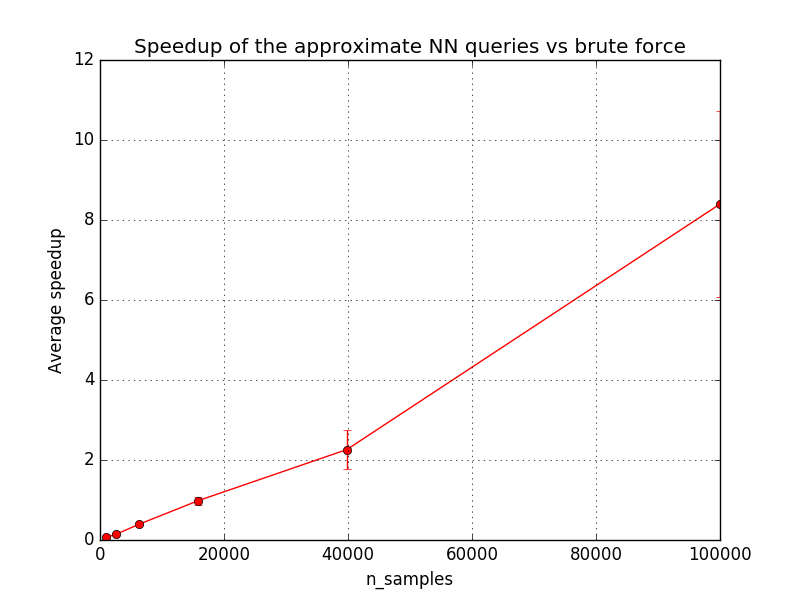 Speedup of the approximate NN queries vs brute force
12
10
8
6
4
2
0
Average speedup
0 20000 40000 60000 80000 100000
n_samples